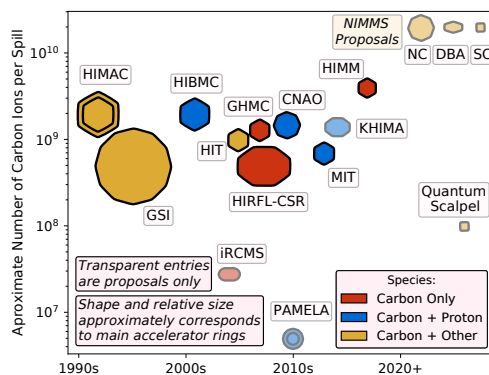 Aproximate Number of Carbon Ions per Spill
10¹⁰
10⁹
10⁸
10⁷
NIMMS
Proposals
NC
DBA
SC
HIMAC
HIBMC
HIMM
GHMC
CNAO
HIT
KHIMA
MIT
GSI
HIRFL-CSR
Quantum
Scalpel
iRCMS
PAMELA
Transparent entries
are proposals only
Shape and relative size
approximately corresponds
to main accelerator rings
Species:
Carbon Only
Carbon + Proton
Carbon + Other
1990s
2000s
2010s
2020+